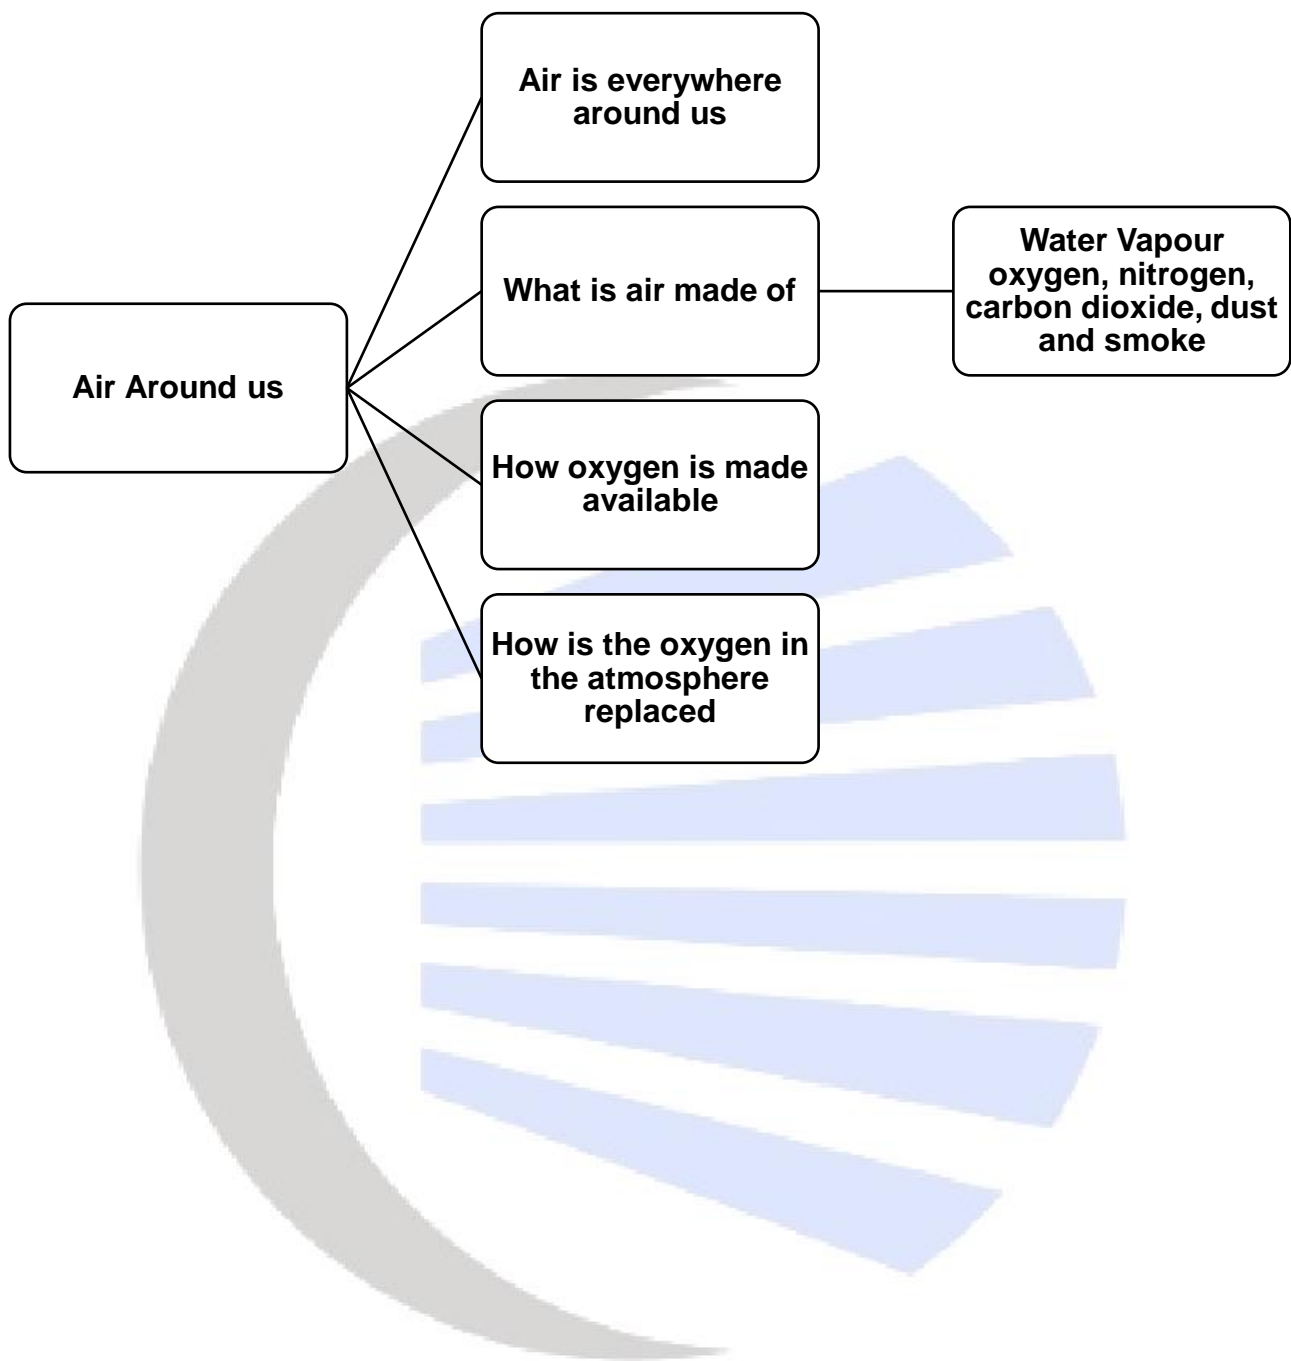 Air is everywhere
around us
What is air made of
Water Vapour
oxygen, nitrogen,
carbon dioxide, dust
and smoke
Air Around us
How oxygen is made
available
How is the oxygen in
the atmosphere
replaced